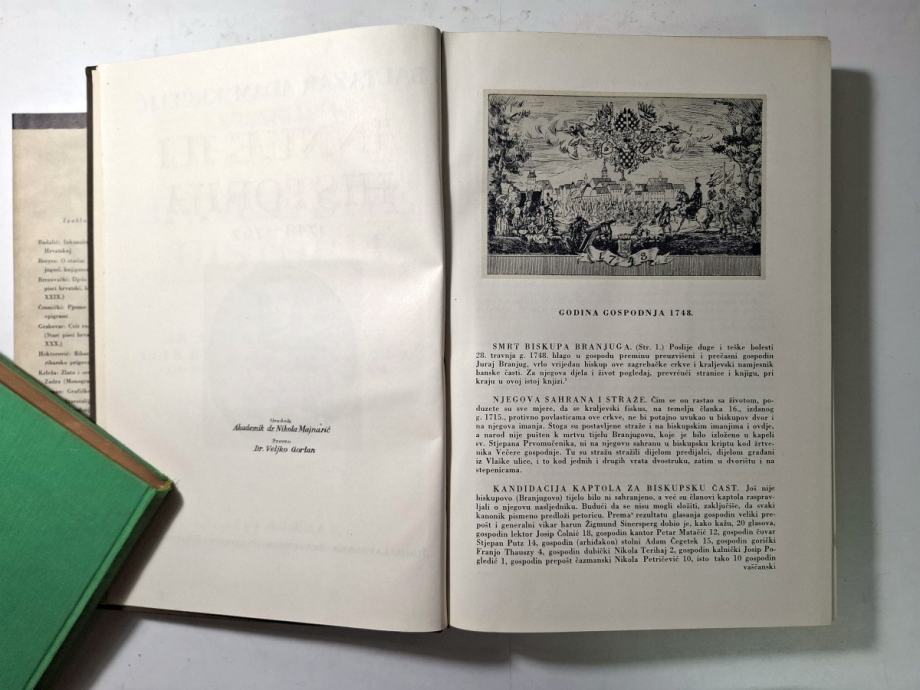 Hrvatskoj
XXIX.)
epigrami
Urednik
Akademik dr Nikola Majnarić
Preveo
Dr. Veljko Gortan
1748
GODINA GOSPODNJA 1748.
SMRT BISKUPA BRANJUGA. (Str. 1.) Poslije duge i teške bolesti
28. travnja g. 1748. blago u gospodu preminu preuzvišeni i prečasni gospodin
Juraj Branjug, vrlo vrijedan biskup ove zagrebačke crkve i kraljevski namjesnik
banske časti. Za njegova djela i život pogledaj, prevrćući stranice i knjigu, pri
kraju u ovoj istoj knjizi.¹
NJEGOVA SAHRANA I STRAŽE. Čim se on rastao sa životom, po-
duzete su sve mjere, da se kraljevski fiskus, na temelju članka 16., izdanog
g. 1715., protivno povlasticama ove crkve, ne bi potajno uvukao u biskupov dvor i
na njegova imanja. Stoga su postavljene straže i na biskupskim imanjima i ovdje,
a narod nije pušten k mrtvu tijelu Branjugovu, koje je bilo izloženo u kapeli
sv. Stjepana Prvomučenika, ni na njegovu sahranu u biskupsku kriptu kod žrtve-
nika Večere gospodnje. Tu su stražu stražili dijelom predijalci, dijelom građani
iz Vlaške ulice, i to kod jednih i drugih vrata dvostruku, zatim u dvorištu i na
stepenicama.
KANDIDACIJA KAPTOLA ZA BISKUPSKU ČAST. Još nije
biskupovo (Branjugovo) tijelo bilo ni sahranjeno, a već su članovi kaptola rasprav-
ljali o njegovu nasljedniku. Budući da se nisu mogli složiti, zaključiše, da svaki
kanonik pismeno predloži petoricu. Prema² rezultatu glasanja gospodin veliki pre-
pošt i generalni vikar barun Žigmund Sinersperg dobio je, kako kažu, 20 glasova,
gospodin lektor Josip Čolnić 18, gospodin kantor Petar Matačić 12, gospodin čuvar
Stjepan Putz 14, gospodin (arhiđakon) stolni Adam Čegetek 15, gospodin gorički
Franjo Thauszy 4, gospodin dubički Nikola Terihaj 2, gospodin kalnički Josip Po-
gledić 1, gospodin prepošt čazmanski Nikola Petričević 10, isto tako 10 gospodin
vaščanski